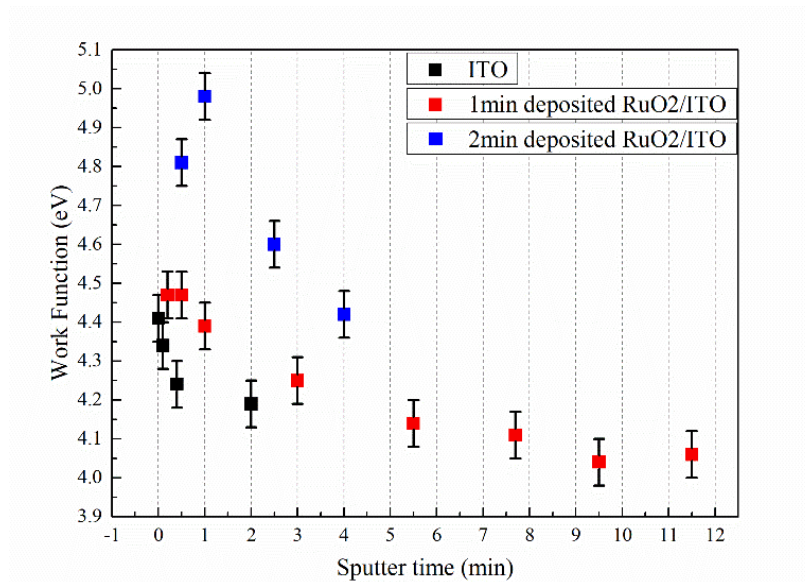 5.1
5.0
4.9
4.8
4.7
4.6
4.5
4.4
4.3
4.2
4.1
4.0
3.9
Work Function (eV)
ITO
1min deposited RuO2/ITO
2min deposited RuO2/ITO
-1 0 1 2 3 4 5 6 7 8 9 10 11 12
Sputter time (min)